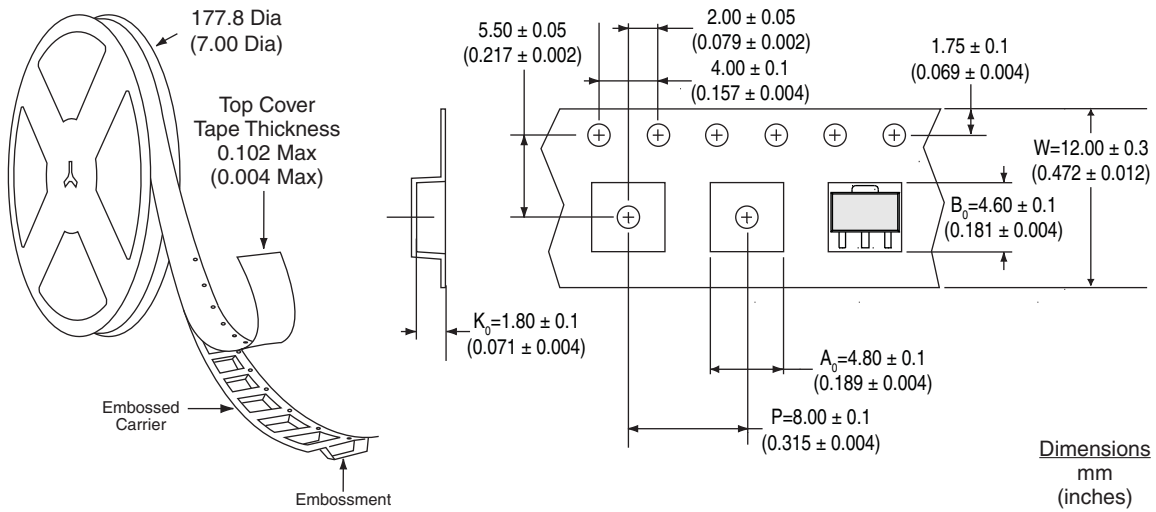 177.8 Dia
(7.00 Dia)
Top Cover
Tape Thickness
0.102 Max
(0.004 Max)
5.50 ± 0.05
(0.217 ± 0.002)
2.00 ± 0.05
(0.079 ± 0.002)
4.00 ± 0.1
(0.157 ± 0.004)
1.75 ± 0.1
(0.069 ± 0.004)
W=12.00 ± 0.3
(0.472 ± 0.012)
B₀=4.60 ± 0.1
(0.181 ± 0.004)
K₀=1.80 ± 0.1
(0.071 ± 0.004)
A₀=4.80 ± 0.1
(0.189 ± 0.004)
P=8.00 ± 0.1
(0.315 ± 0.004)
Embossed
Carrier
Embossment
Dimensions
mm
(inches)